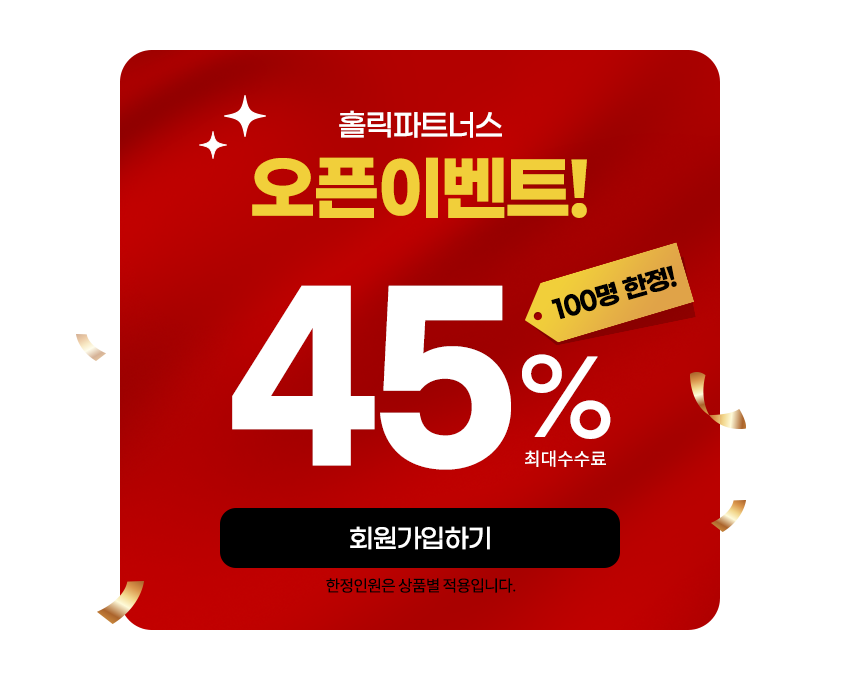 홀릭파트너스
오픈이벤트!
100명 한정!
45%
최대수수료
회원가입하기
한정인원은 상품별 적용입니다.